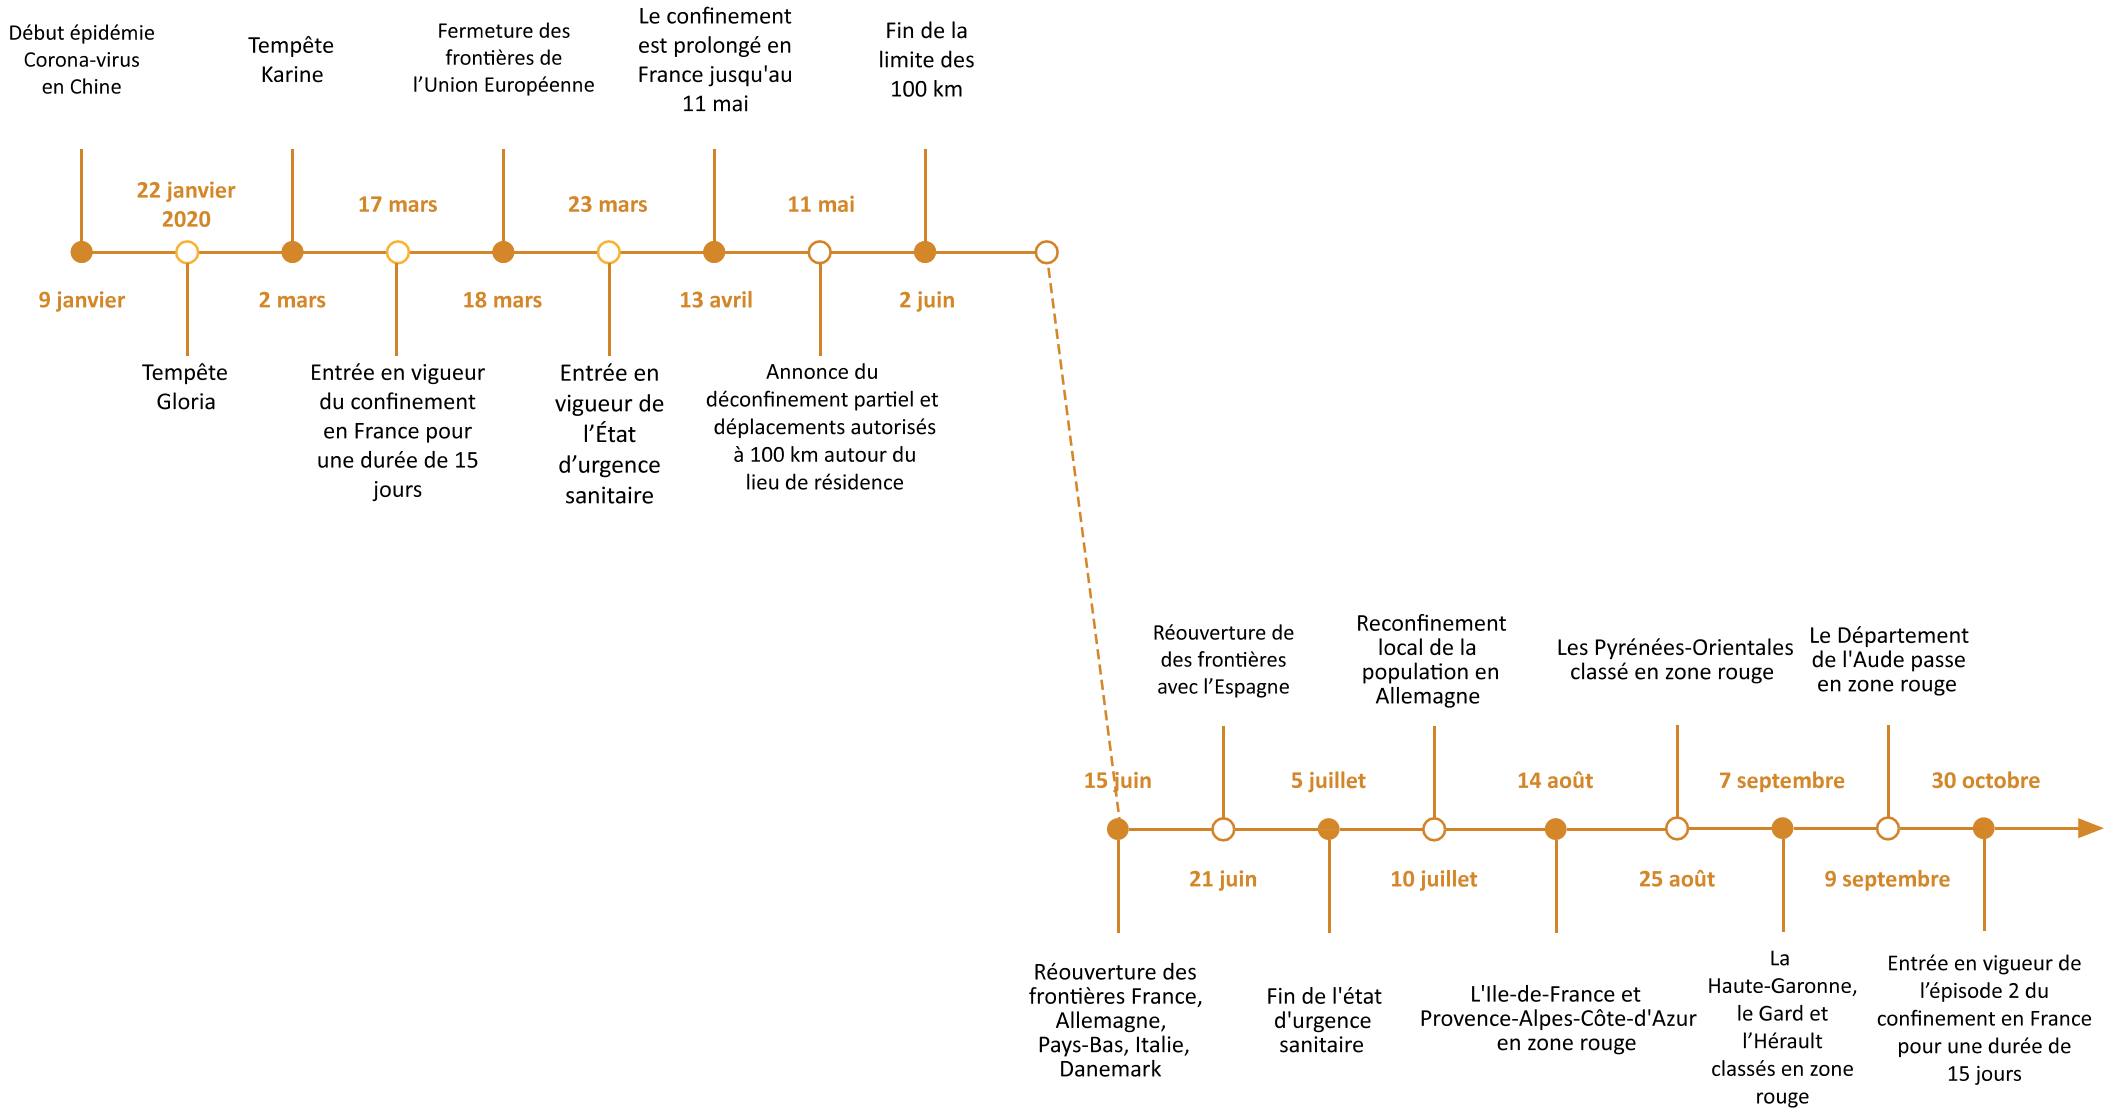 Début épidémie
Corona-virus
en Chine
Tempête
Karine
Fermeture des
frontières de
l’Union Européenne
Le confinement
est prolongé en
France jusqu'au
11 mai
Fin de la
limite des
100 km
22 janvier
2020
17 mars
23 mars
11 mai
9 janvier
2 mars
18 mars
13 avril
2 juin
Tempête
Gloria
Entrée en vigueur
du confinement
en France pour
une durée de 15
jours
Entrée en
vigueur de
l’État
d’urgence
sanitaire
Annonce du
déconfinement partiel et
déplacements autorisés
à 100 km autour du
lieu de résidence
Réouverture de
des frontières
avec l’Espagne
Reconfinement
local de la
population en
Allemagne
Les Pyrénées-Orientales
classé en zone rouge
Le Département
de l'Aude passe
en zone rouge
15 juin
5 juillet
14 août
7 septembre
30 octobre
21 juin
10 juillet
25 août
9 septembre
Réouverture des
frontières France,
Allemagne,
Pays-Bas, Italie,
Danemark
Fin de l'état
d'urgence
sanitaire
L'Ile-de-France et
Provence-Alpes-Côte-d'Azur
en zone rouge
La
Haute-Garonne,
le Gard et
l’Hérault
classés en zone
rouge
Entrée en vigueur de
l’épisode 2 du
confinement en France
pour une durée de
15 jours